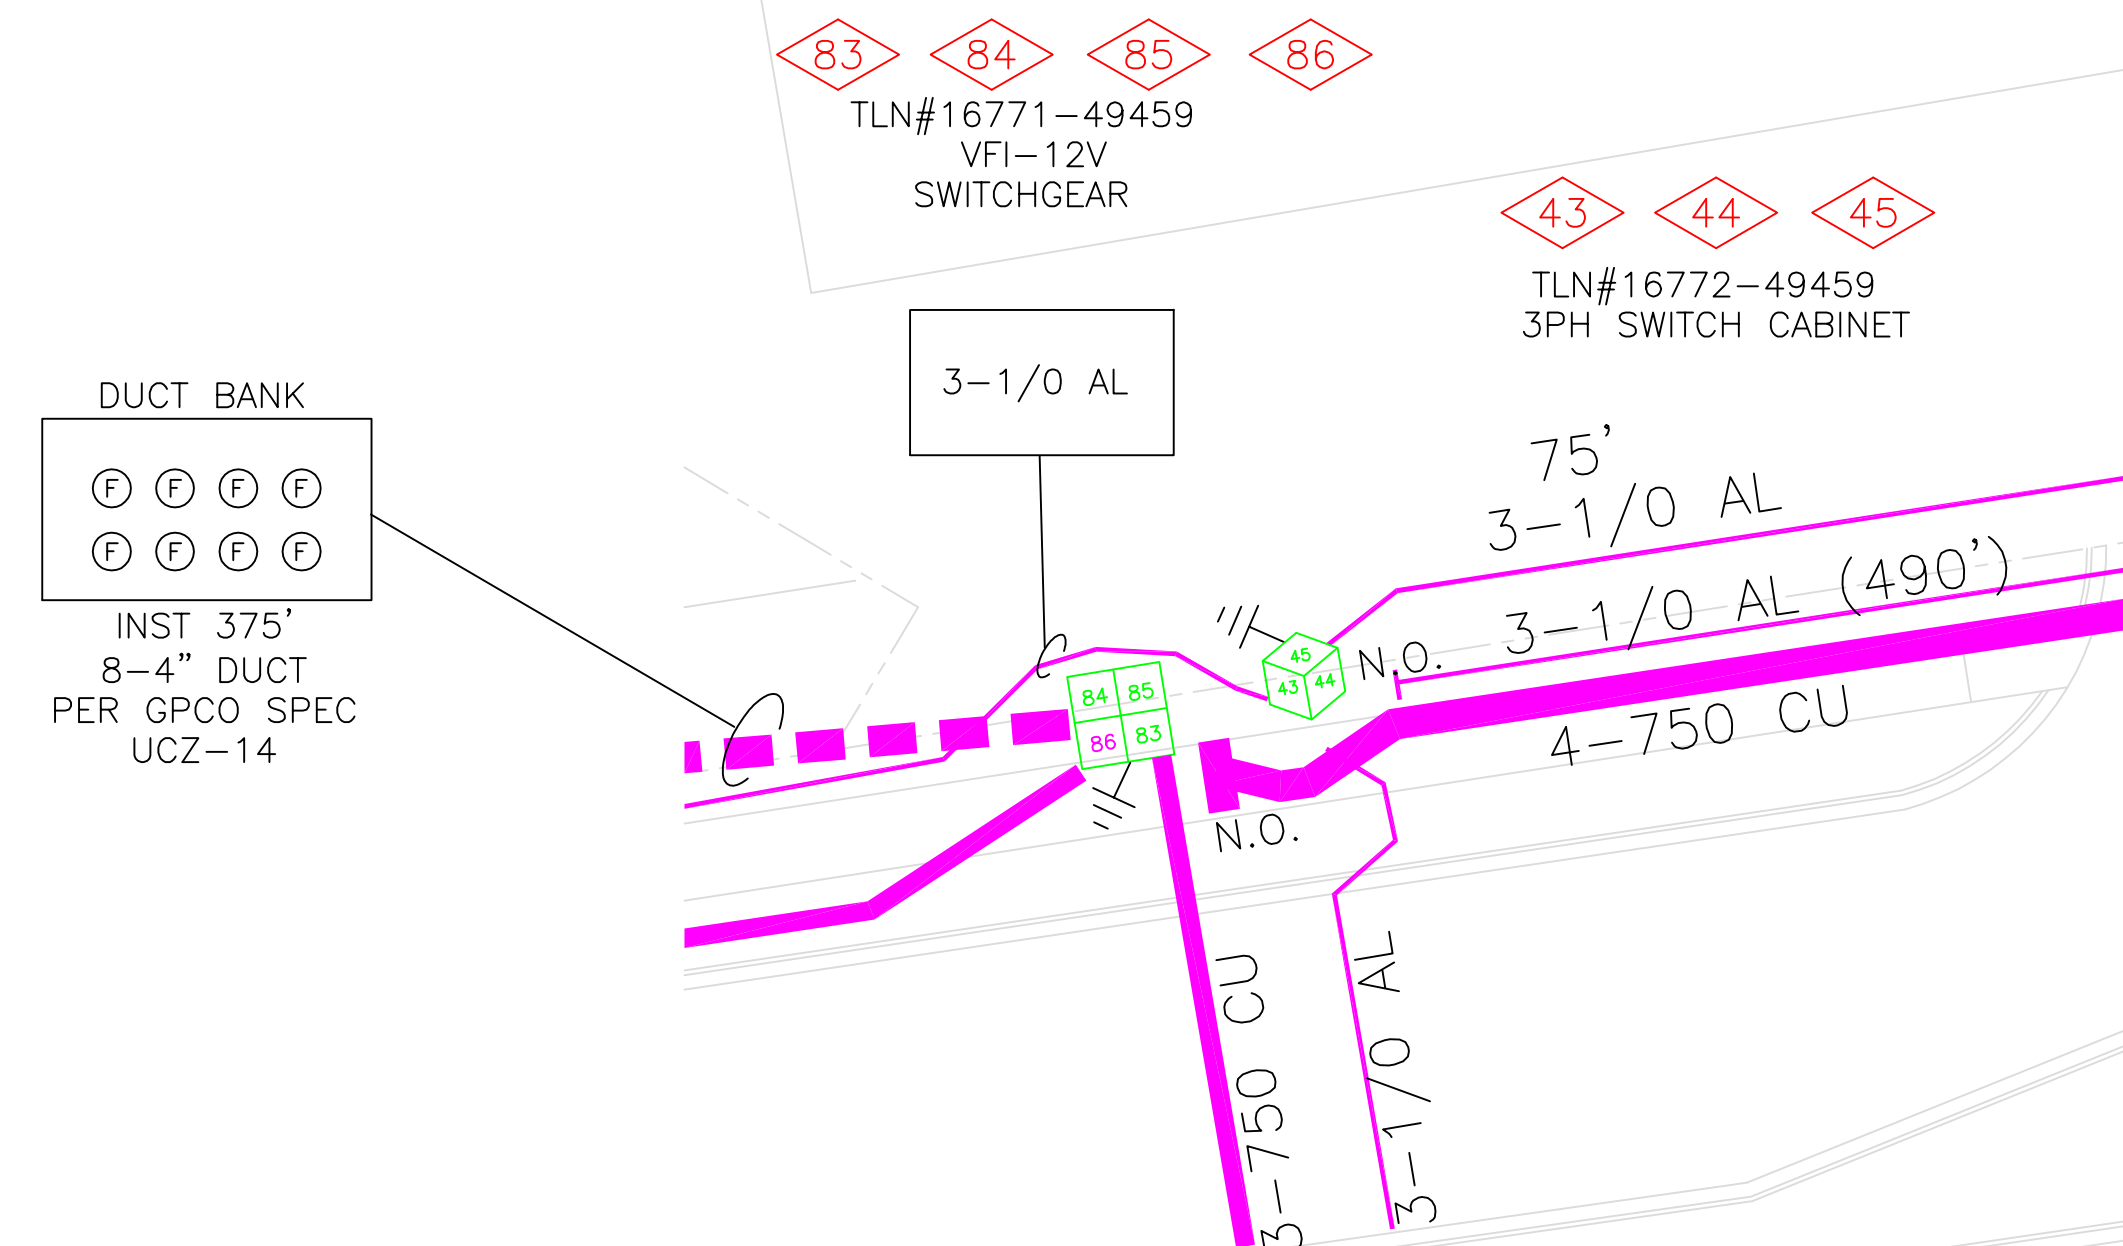 83 84 85 86
TLN#16771-49459
VFI-12V
SWITCHGEAR
43 44 45
TLN#16772-49459
3PH SWITCH CABINET
3-1/0 AL
DUCT BANK
F F F F
F F F F
INST 375'
8-4" DUCT
PER GPCO SPEC
UCZ-14
75'
3-1/0 AL
3-1/0 AL (490')
N.O.
45
43 44
84 85
86 83
4-750 CU
N.O.
3-750 CU
3-1/0 AL